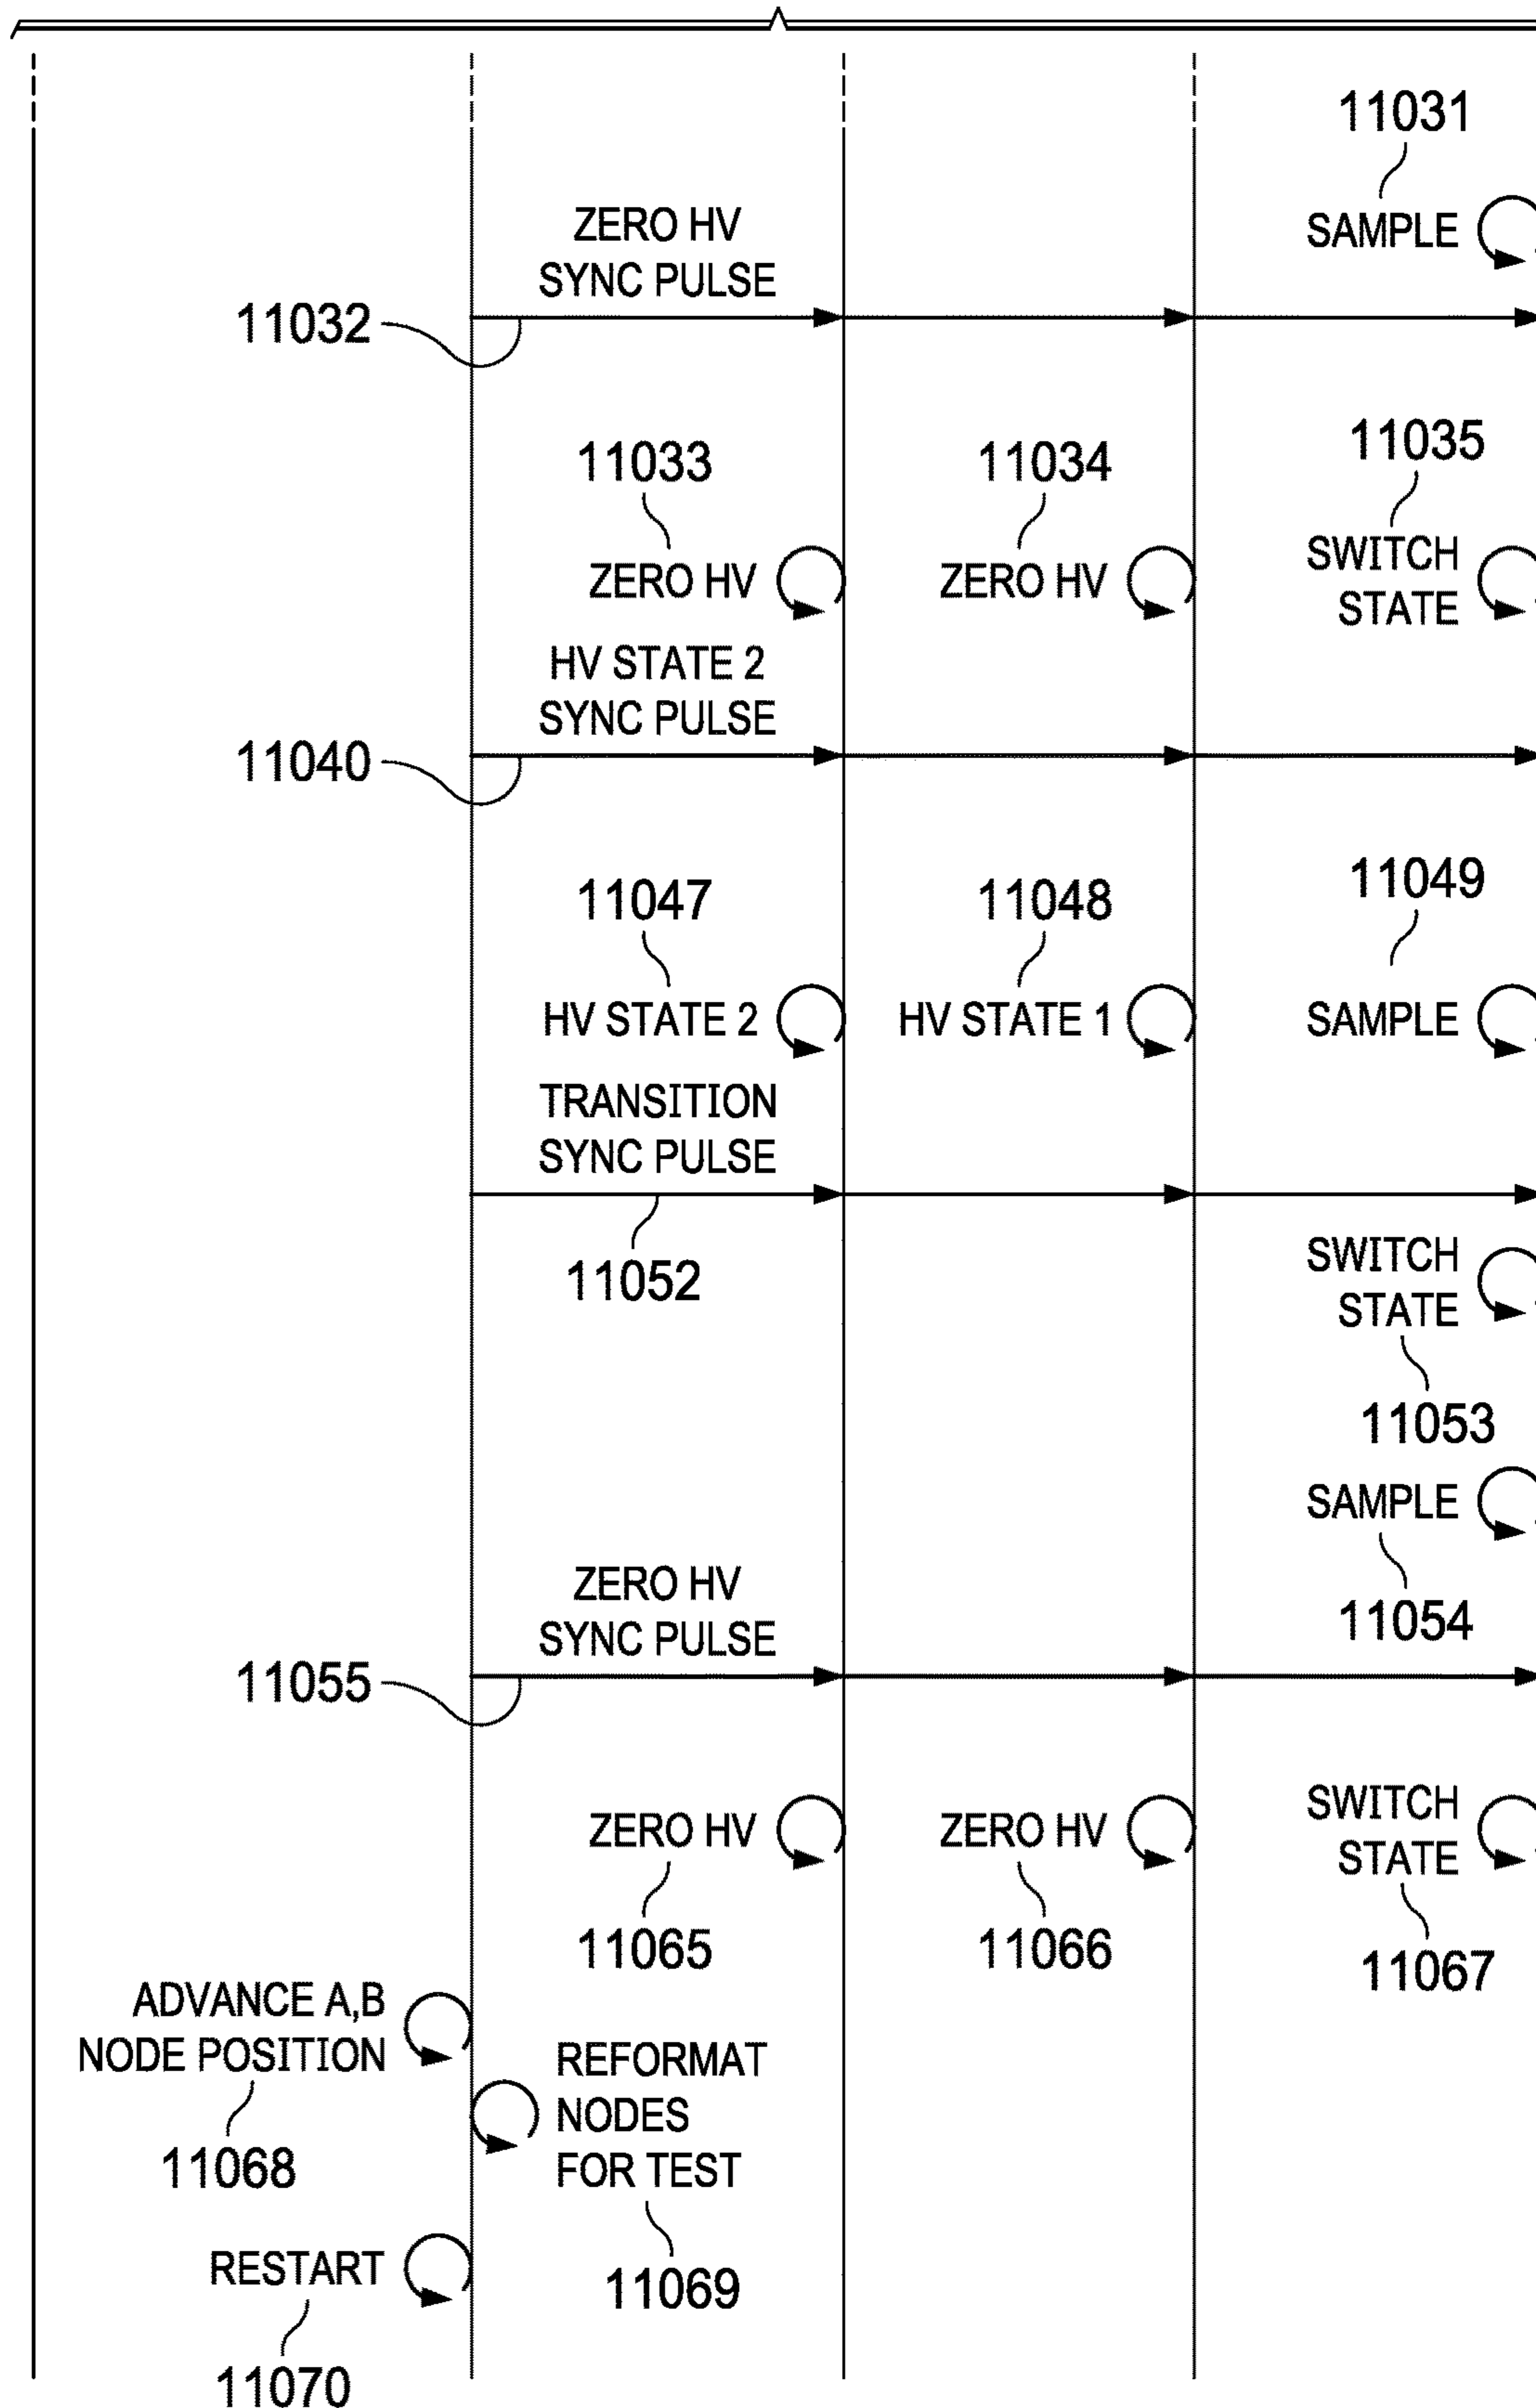 11031
SAMPLE
ZERO HV
SYNC PULSE
11032
11033
11034
11035
ZERO HV
ZERO HV
SWITCH
STATE
HV STATE 2
SYNC PULSE
11040
11047
11048
11049
HV STATE 2
HV STATE 1
SAMPLE
TRANSITION
SYNC PULSE
11052
SWITCH
STATE
11053
SAMPLE
11054
ZERO HV
SYNC PULSE
11055
ZERO HV
ZERO HV
SWITCH
STATE
11065
11066
11067
ADVANCE A,B
NODE POSITION
11068
REFORMAT
NODES
FOR TEST
11069
RESTART
11070